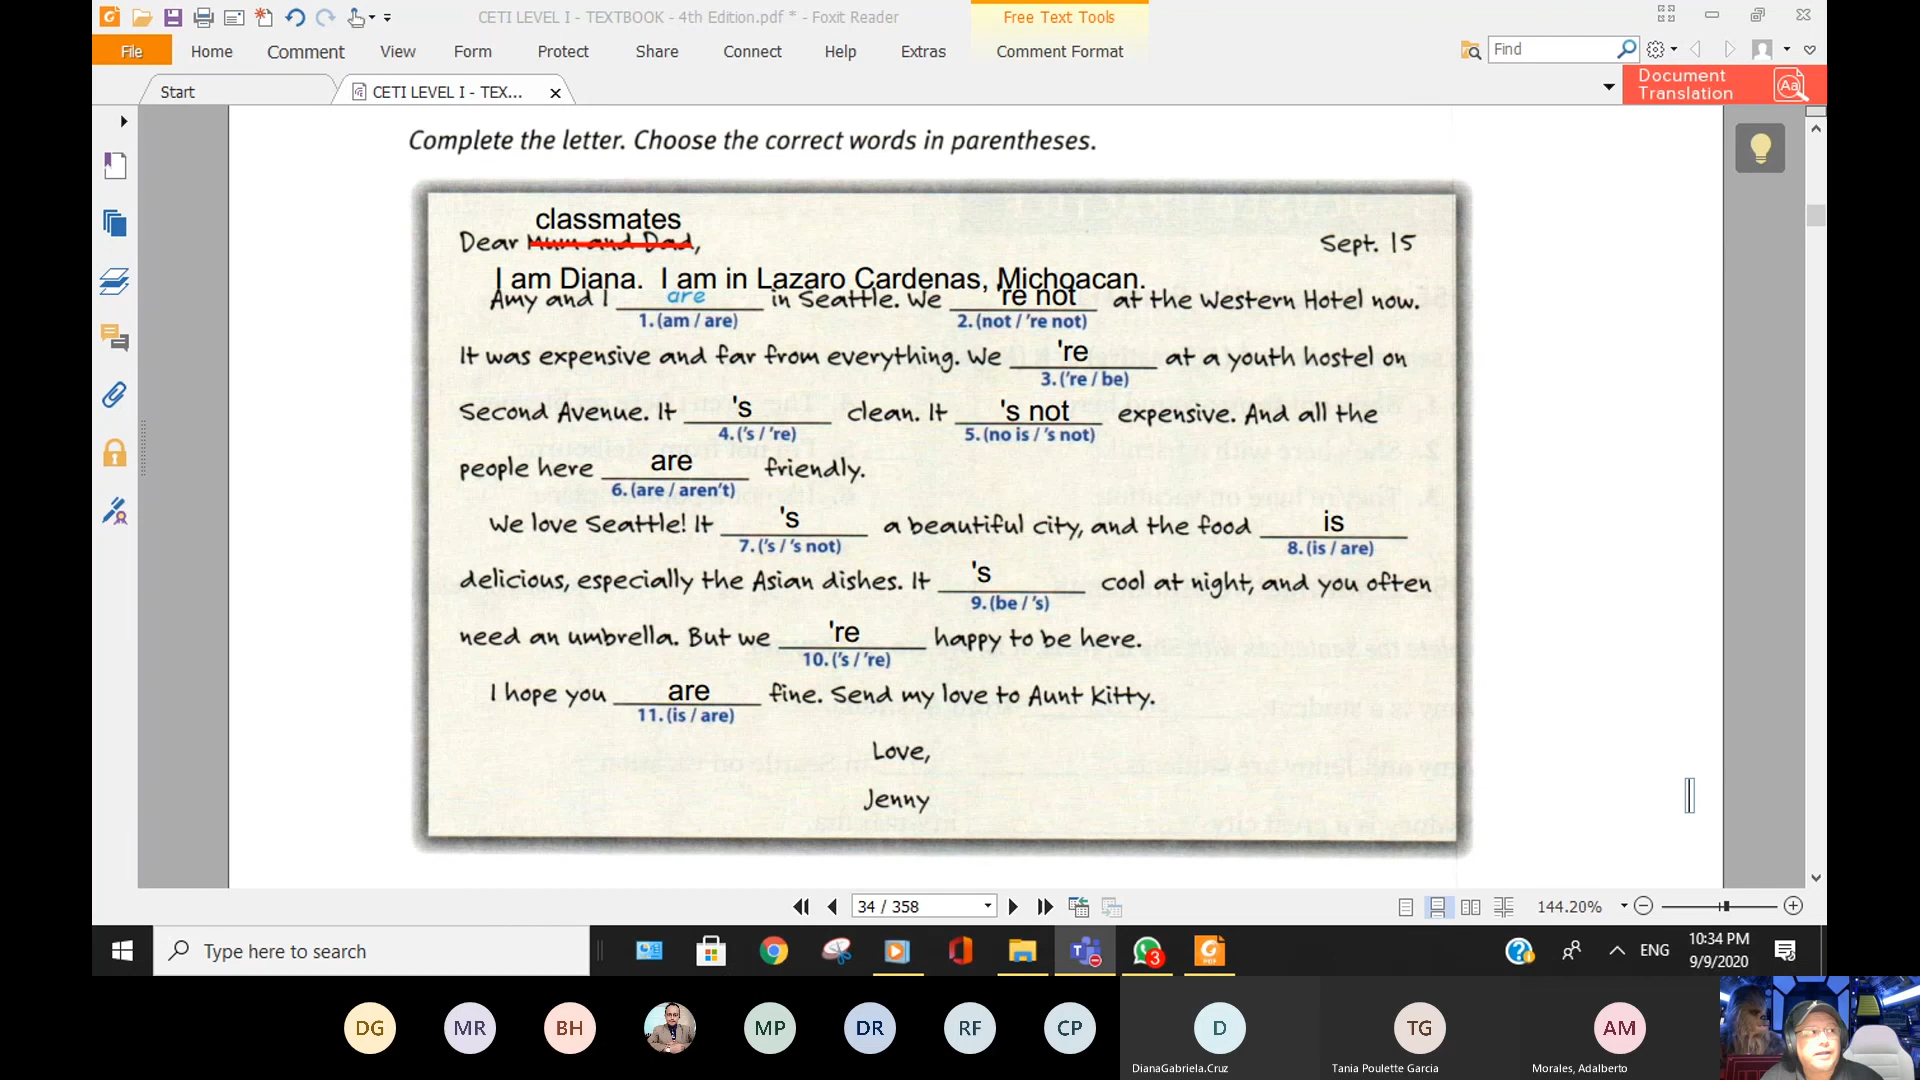 CETI LEVEL I - TEXTBOOK - 4th Edition.pdf * - Foxit Reader
Free Text Tools
File Home Comment View Form Protect Share Connect Help Extras Comment Format
Find
Start
CETI LEVEL I - TEX...
Document Translation
Complete the letter. Choose the correct words in parentheses.
classmates
Dear Mum and Dad,
Sept. 15
I am Diana. I am in Lazaro Cardenas, Michoacan.
Amy and I are in Seattle. We 're not at the Western Hotel now.
1. (am / are) 2. (not / 're not)
It was expensive and far from everything. We 're at a youth hostel on
3. ('re / be)
Second Avenue. It 's clean. It 's not expensive. And all the
4. ('s / 're) 5. (no is / 's not)
people here are friendly.
6. (are / aren't)
We love Seattle! It 's a beautiful city, and the food is
7. ('s / 's not) 8. (is / are)
delicious, especially the Asian dishes. It 's cool at night, and you often
9. (be / 's)
need an umbrella. But we 're happy to be here.
10. ('s / 're)
I hope you are fine. Send my love to Aunt Kitty.
11. (is / are)
Love,
Jenny
34 / 358
144.20%
Type here to search
3
ENG
10:34 PM
9/9/2020
DG MR BH MP DR RF CP D TG AM
DianaGabriela.Cruz
Tania Poulette Garcia
Morales, Adalberto